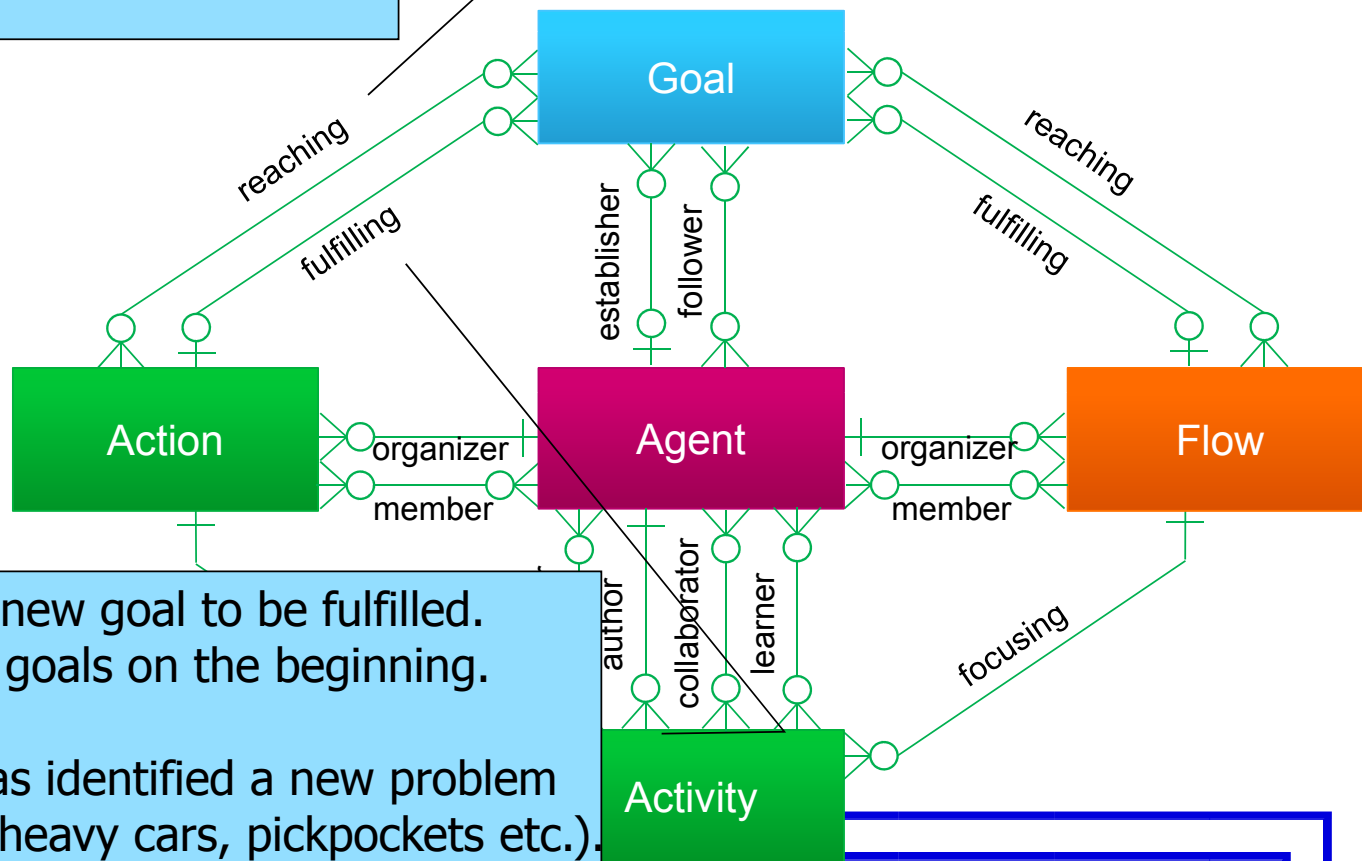 Goal
reaching
reaching
fulfilling
fulfilling
establisher
follower
Action
Agent
Flow
organizer
organizer
member
member
author
collaborator
learner
focusing
new goal to be fulfilled.
goals on the beginning.
identified a new problem
heavy cars, pickpockets etc.).
Activity